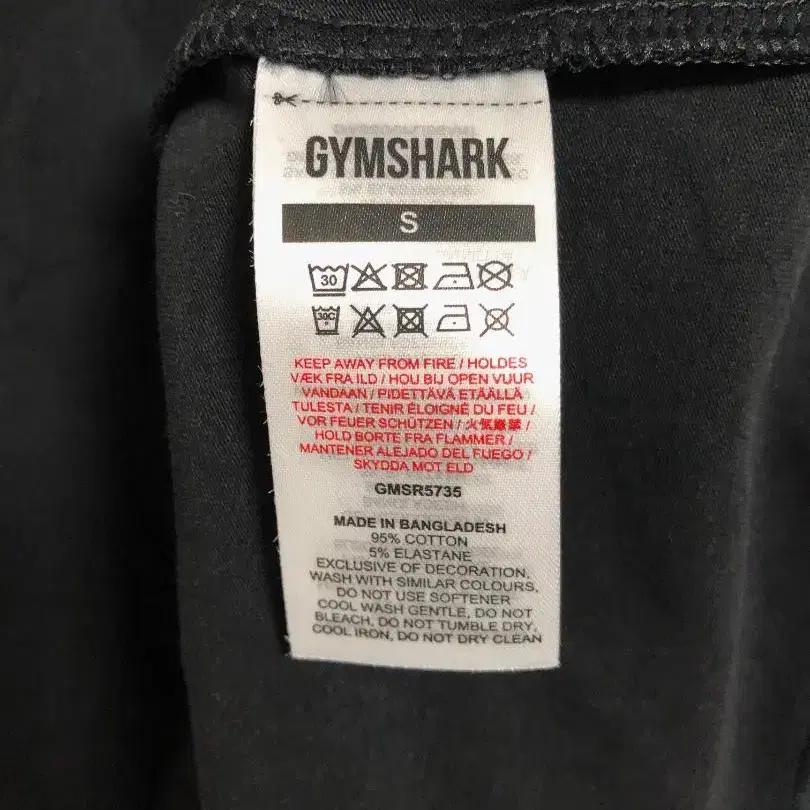 GYMSHARK
S
30
30C
KEEP AWAY FROM FIRE / HOLDES
VÆK FRA ILD / HOU BIJ OPEN VUUR
VANDAAN / PIDETTÄVÄ ETÄÄLLÄ
TULESTA / TENIR ÉLOIGNÉ DU FEU /
VOR FEUER SCHÜTZEN / 火気厳禁 /
HOLD BORTE FRA FLAMMER /
MANTENER ALEJADO DEL FUEGO /
SKYDDA MOT ELD
GMSR5735
MADE IN BANGLADESH
95% COTTON
5% ELASTANE
EXCLUSIVE OF DECORATION,
WASH WITH SIMILAR COLOURS,
DO NOT USE SOFTENER
COOL WASH GENTLE, DO NOT
BLEACH, DO NOT TUMBLE DRY,
COOL IRON, DO NOT DRY CLEAN